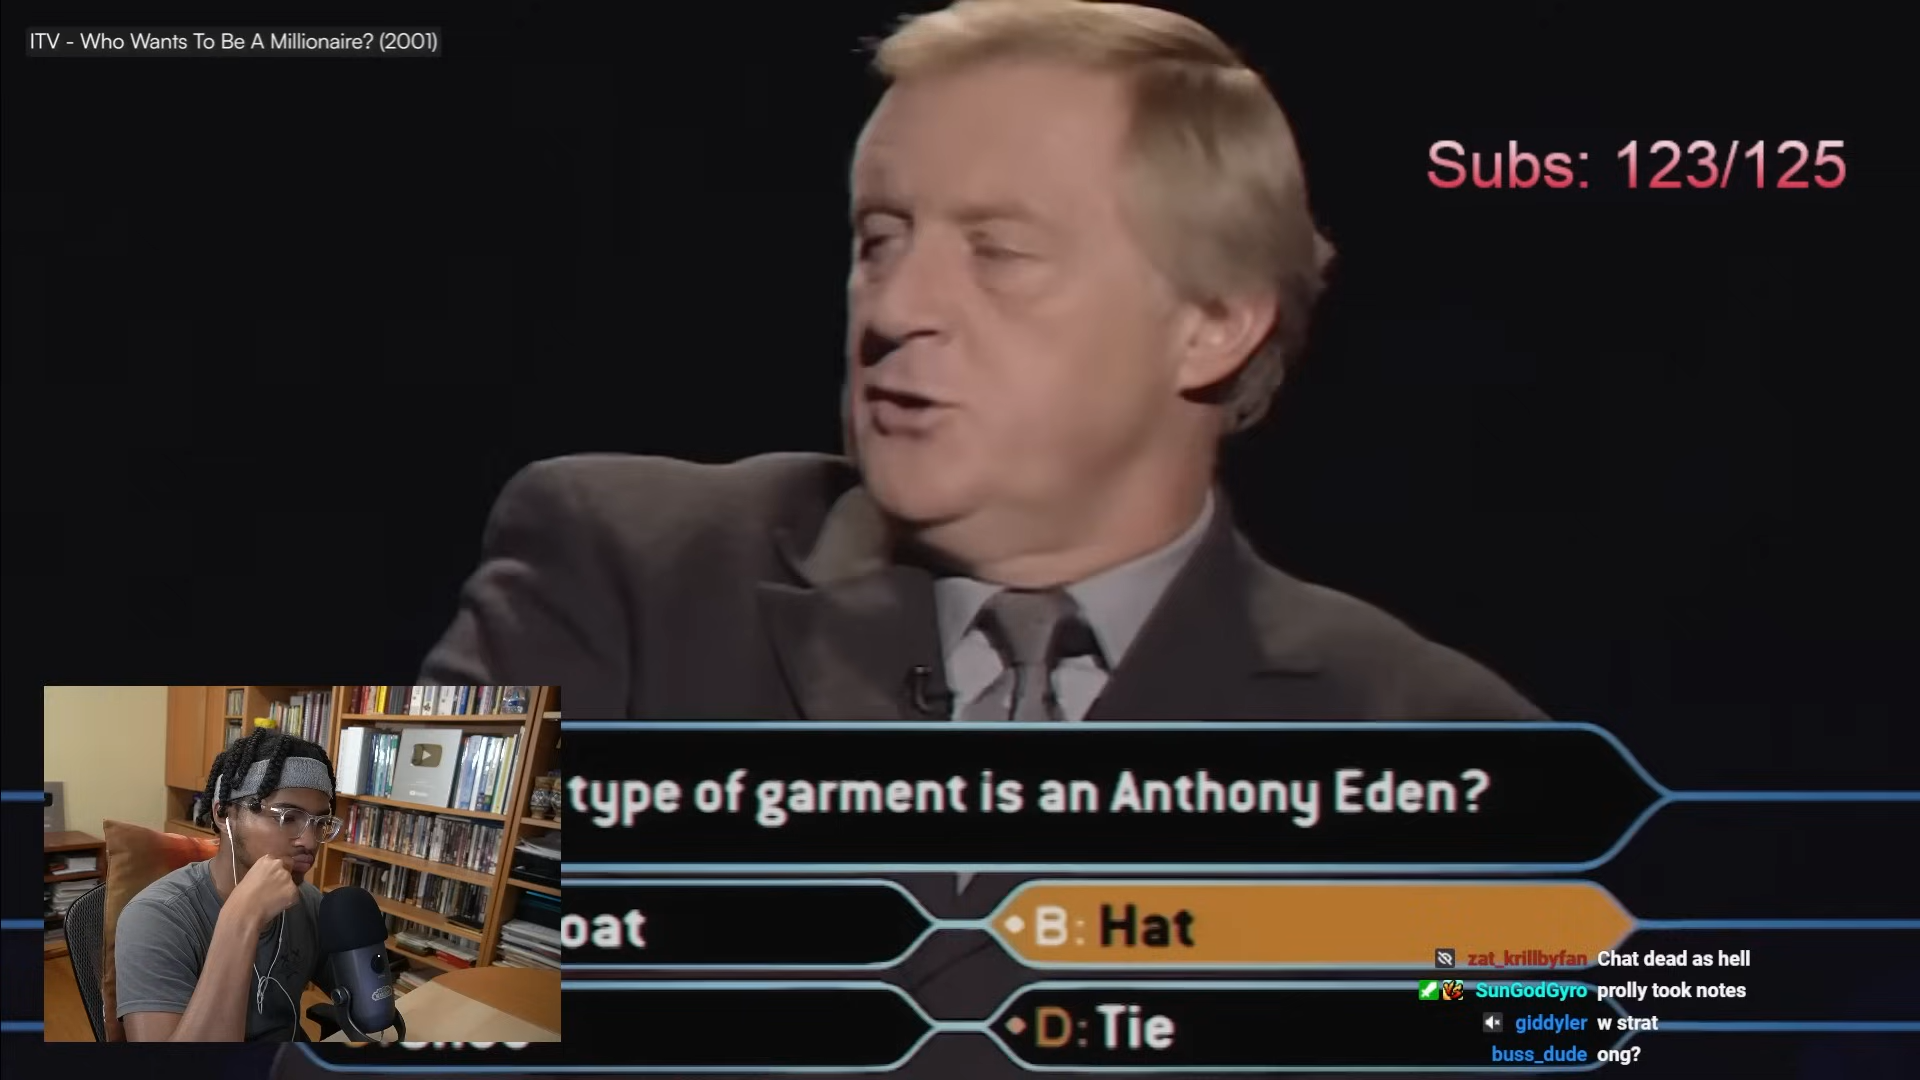 ITV - Who Wants To Be A Millionaire? (2001)
Subs: 123/125
type of garment is an Anthony Eden?
oat
B: Hat
D: Tie
zat_krillbyfan Chat dead as hell
SunGodGyro prolly took notes
giddyler w strat
buss_dude ong?